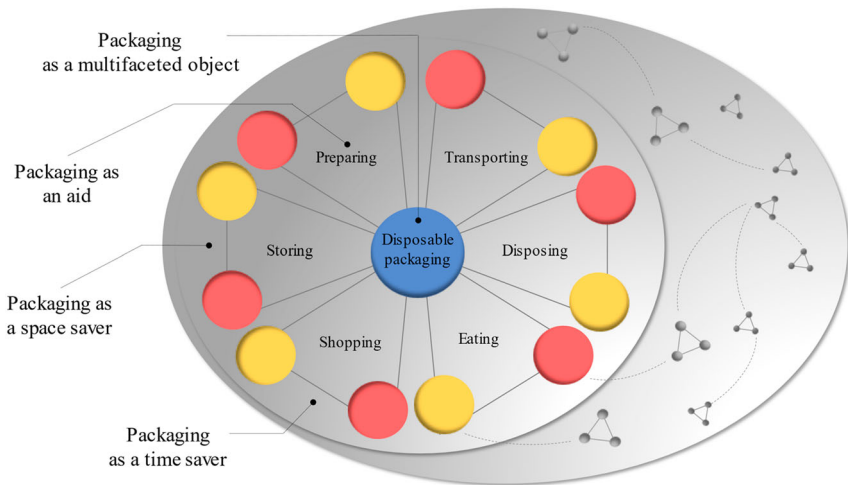 Packaging
as a multifaceted object
Preparing
Transporting
Packaging as
an aid
Storing
Disposable
packaging
Disposing
Packaging as
a space saver
Shopping
Eating
Packaging
as a time saver